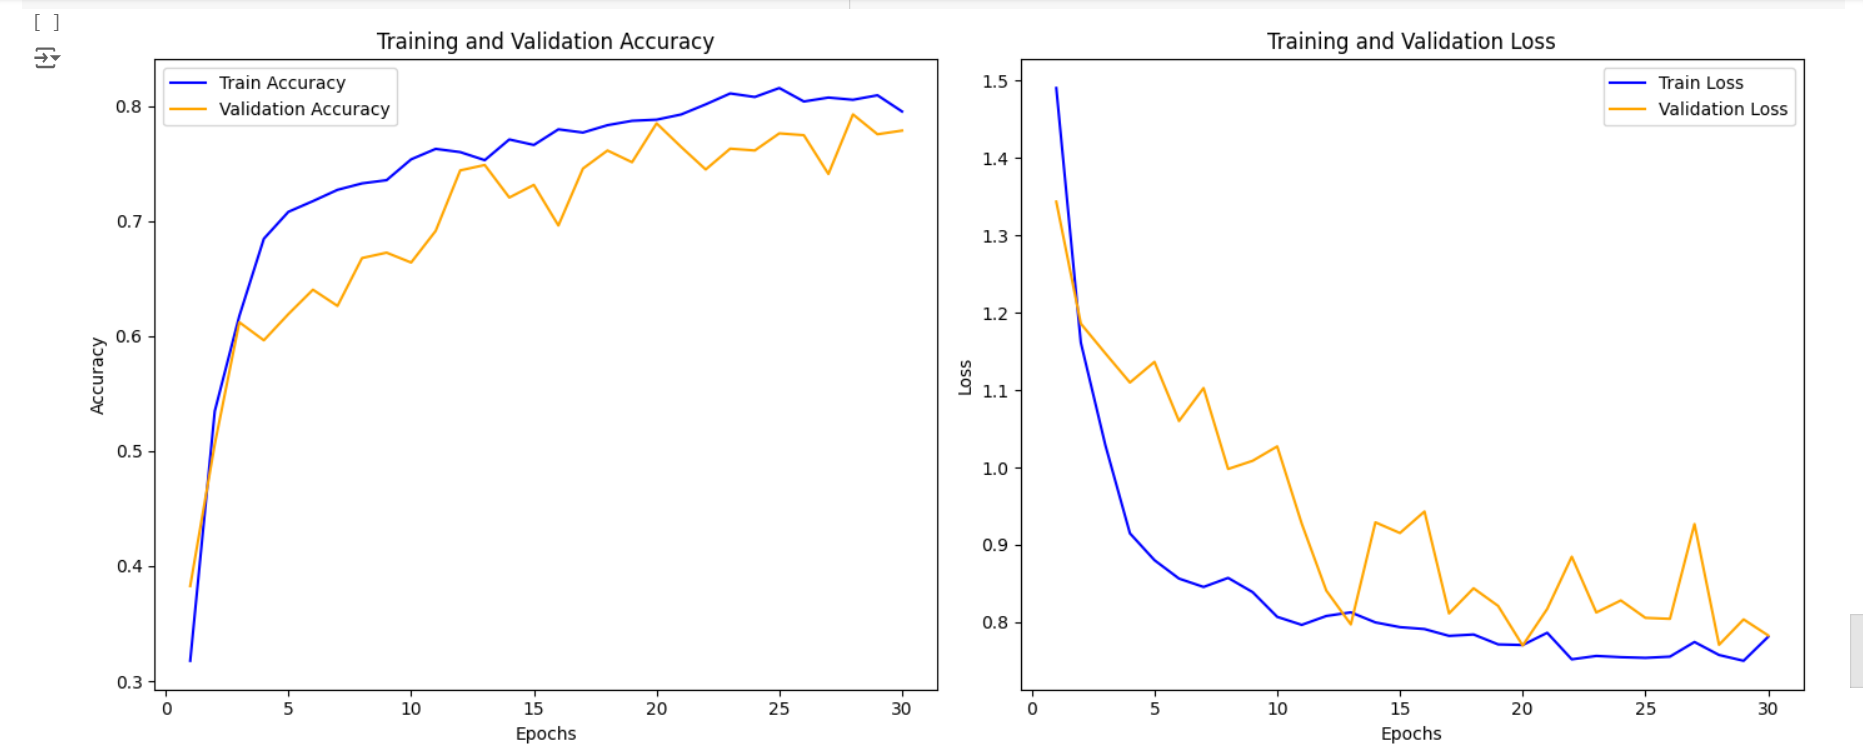 [ ]
Training and Validation Accuracy
Train Accuracy
Validation Accuracy
0.8
0.7
0.6
0.5
0.4
0.3
Accuracy
0 5 10 15 20 25 30
Epochs
Training and Validation Loss
Train Loss
Validation Loss
1.5
1.4
1.3
1.2
1.1
1.0
0.9
0.8
Loss
0 5 10 15 20 25 30
Epochs